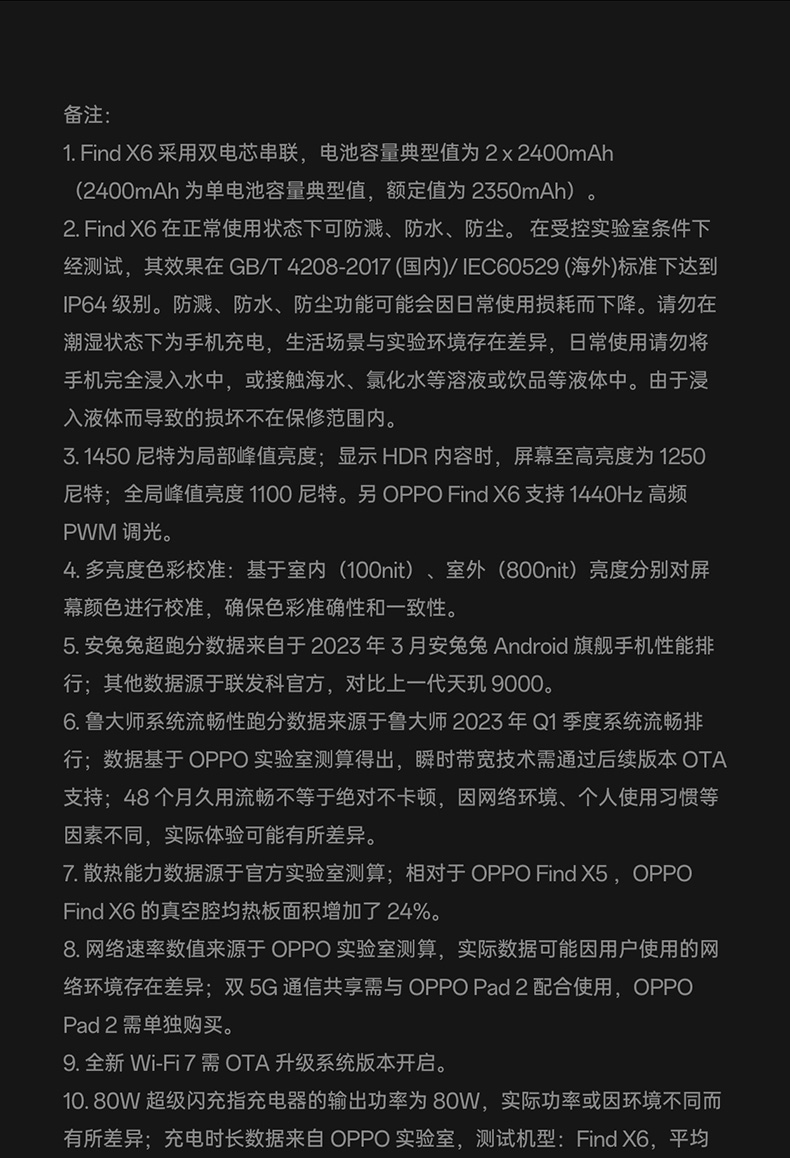 备注：
1. Find X6 采用双电芯串联，电池容量典型值为 2 x 2400mAh
（2400mAh 为单电池容量典型值，额定值为 2350mAh）。
2. Find X6 在正常使用状态下可防溅、防水、防尘。 在受控实验室条件下
经测试，其效果在 GB/T 4208-2017 (国内)/ IEC60529 (海外)标准下达到
IP64 级别。防溅、防水、防尘功能可能会因日常使用损耗而下降。请勿在
潮湿状态下为手机充电，生活场景与实验环境存在差异，日常使用请勿将
手机完全浸入水中，或接触海水、氯化水等溶液或饮品等液体中。由于浸
入液体而导致的损坏不在保修范围内。
3. 1450 尼特为局部峰值亮度；显示 HDR 内容时，屏幕至高亮度为 1250
尼特；全局峰值亮度 1100 尼特。另 OPPO Find X6 支持 1440Hz 高频
PWM 调光。
4. 多亮度色彩校准：基于室内（100nit）、室外（800nit）亮度分别对屏
幕颜色进行校准，确保色彩准确性和一致性。
5. 安兔兔超跑分数据来自于 2023 年 3 月安兔兔 Android 旗舰手机性能排
行；其他数据源于联发科官方，对比上一代天玑 9000。
6. 鲁大师系统流畅性跑分数据来源于鲁大师 2023 年 Q1 季度系统流畅排
行；数据基于 OPPO 实验室测算得出，瞬时带宽技术需通过后续版本 OTA
支持；48 个月久用流畅不等于绝对不卡顿，因网络环境、个人使用习惯等
因素不同，实际体验可能有所差异。
7. 散热能力数据源于官方实验室测算；相对于 OPPO Find X5 ，OPPO
Find X6 的真空腔均热板面积增加了 24%。
8. 网络速率数值来源于 OPPO 实验室测算，实际数据可能因用户使用的网
络环境存在差异；双 5G 通信共享需与 OPPO Pad 2 配合使用，OPPO
Pad 2 需单独购买。
9. 全新 Wi-Fi 7 需 OTA 升级系统版本开启。
10. 80W 超级闪充指充电器的输出功率为 80W，实际功率或因环境不同而
有所差异；充电时长数据来自 OPPO 实验室，测试机型：Find X6，平均